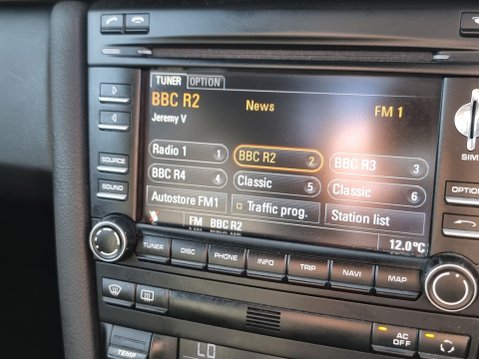 TUNER OPTION
BBC R2 News FM 1
Jeremy V
Radio 1 1 BBC R2 2 BBC R3 3
BBC R4 4 Classic 5 Classic 6
Autostore FM1 Traffic prog. Station list
FM BBC R2
12.0°C
SOURCE
SOUND
SIM
OPTION
TUNER DISC PHONE INFO TRIP NAVI MAP
AC OFF
TEMP
LO